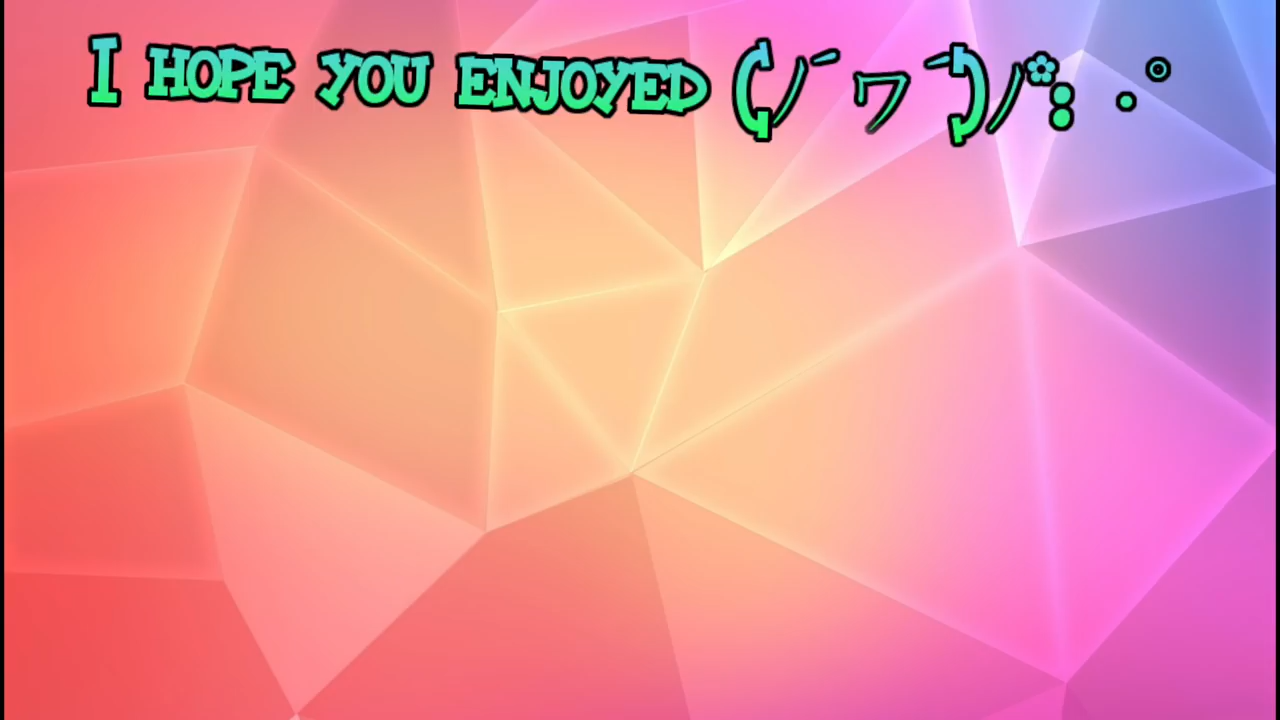 I HOPE YOU ENJOYED (ﾉ´ヮ`)ﾉ*: ・゚